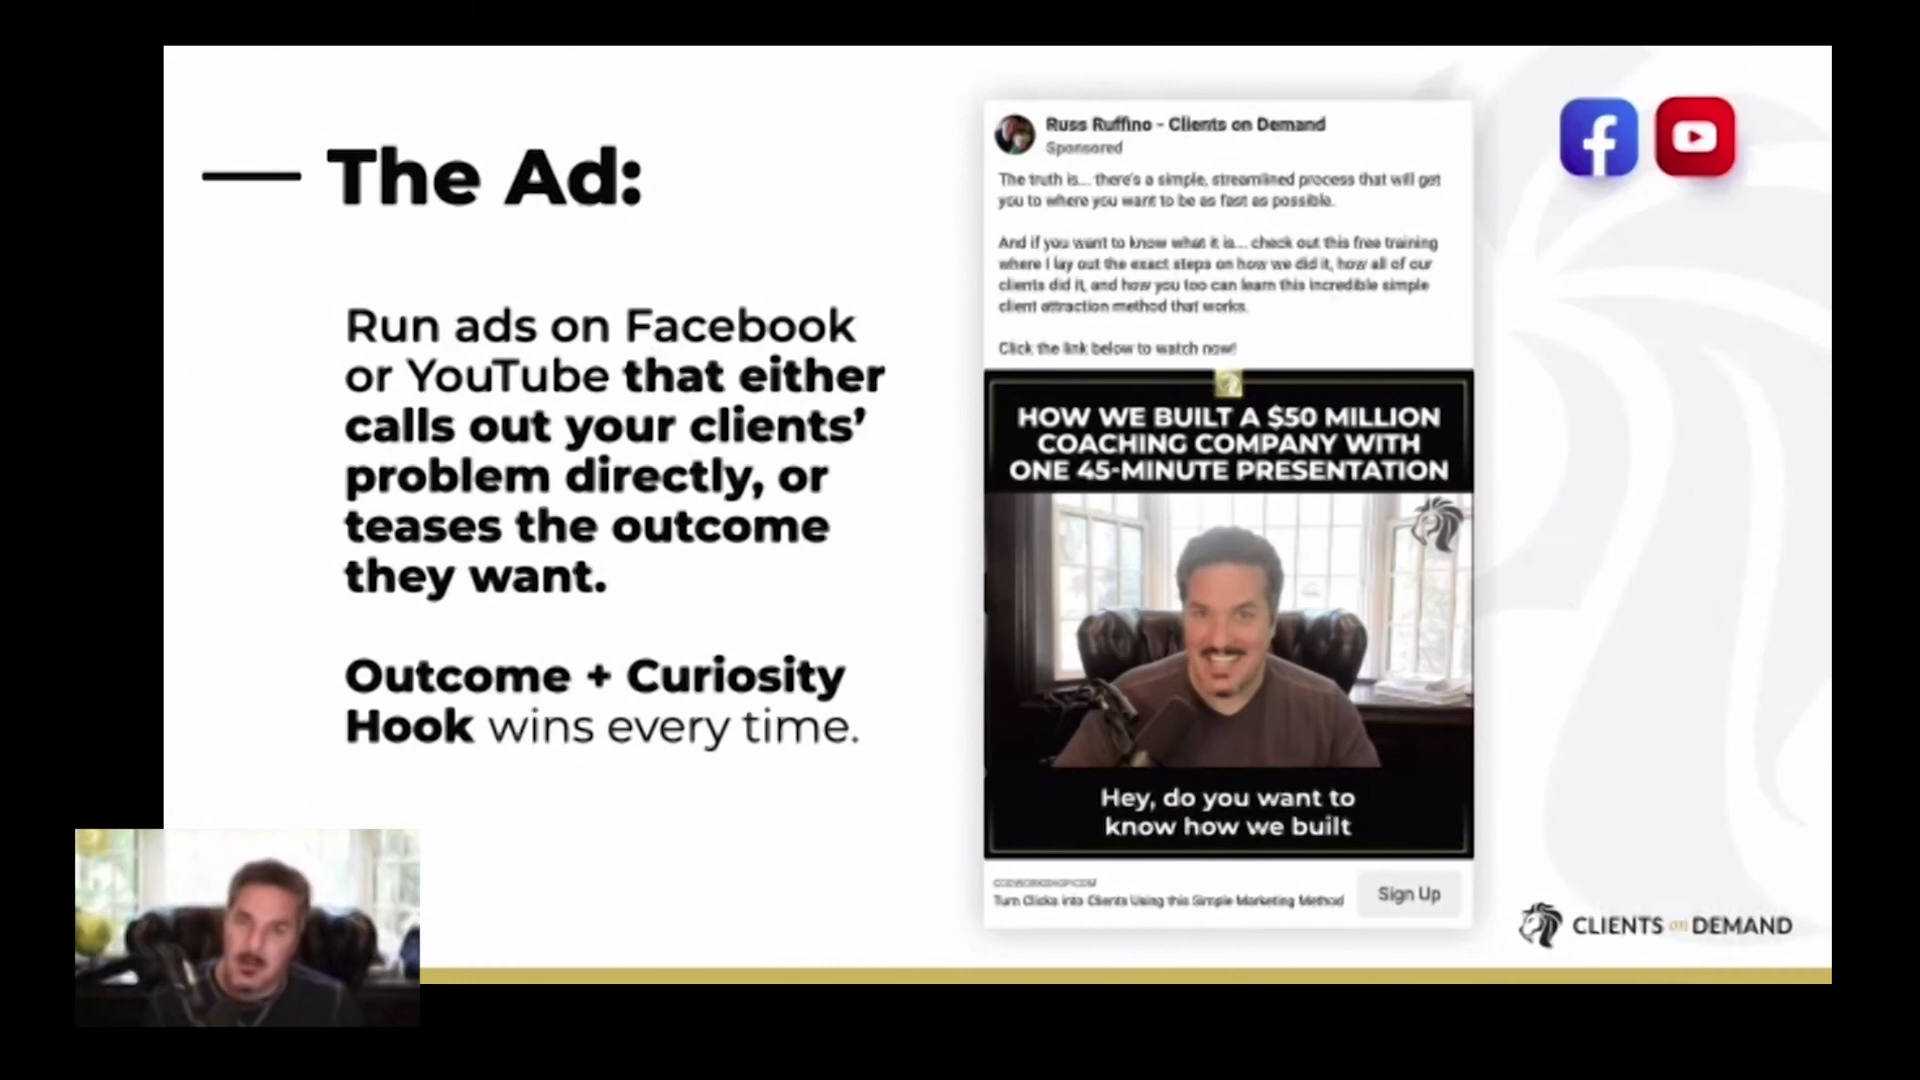 The Ad:
Run ads on Facebook
or YouTube that either
calls out your clients’
problem directly, or
teases the outcome
they want.
Outcome + Curiosity
Hook wins every time.
Russ Ruffino - Clients on Demand
Sponsored
The truth is... there's a simple, streamlined process that will get
you to where you want to be as fast as possible.
And if you want to know what it is... check out this free training
where I lay out the exact steps on how we did it, how all of our
clients did it, and how you too can learn this incredible simple
client attraction method that works.
Click the link below to watch now!
HOW WE BUILT A $50 MILLION
COACHING COMPANY WITH
ONE 45-MINUTE PRESENTATION
Hey, do you want to
know how we built
Turn Clicks into Clients Using this Simple Marketing Method
Sign Up
CLIENTS on DEMAND